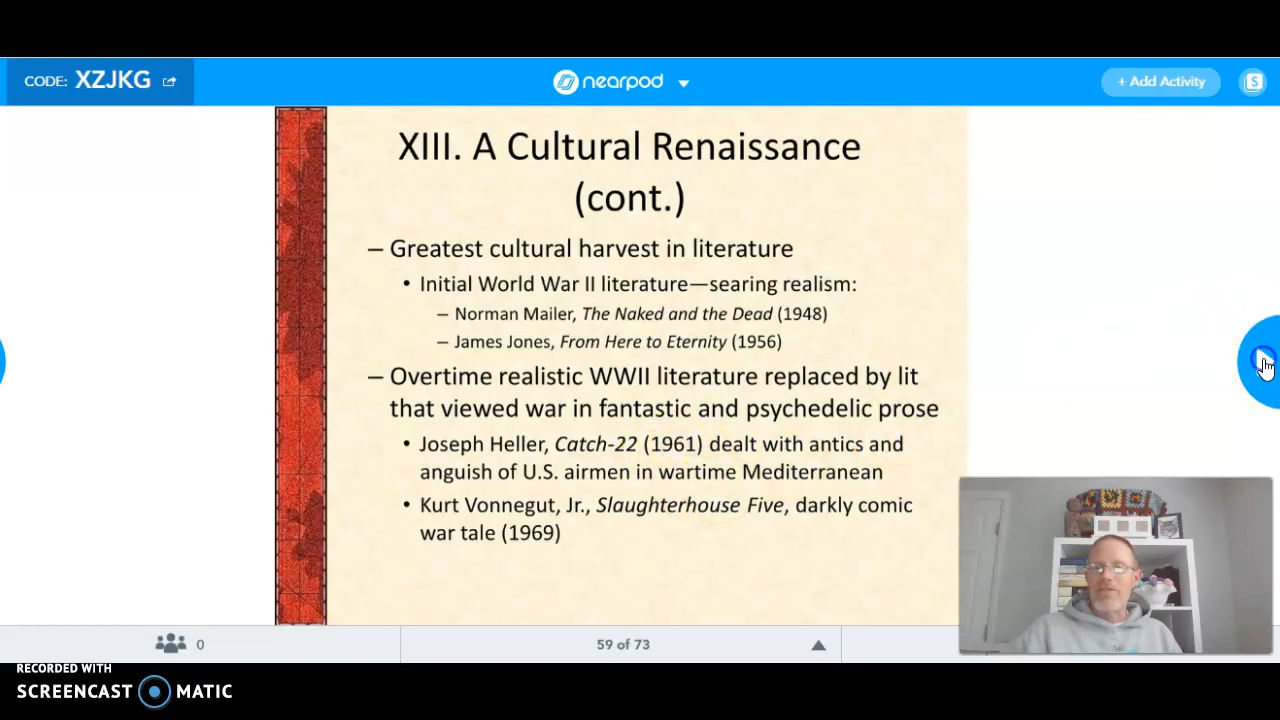 CODE: XZJKG
nearpod
+ Add Activity
S
XIII. A Cultural Renaissance
(cont.)
– Greatest cultural harvest in literature
• Initial World War II literature—searing realism:
– Norman Mailer, The Naked and the Dead (1948)
– James Jones, From Here to Eternity (1956)
– Overtime realistic WWII literature replaced by lit
that viewed war in fantastic and psychedelic prose
• Joseph Heller, Catch-22 (1961) dealt with antics and
anguish of U.S. airmen in wartime Mediterranean
• Kurt Vonnegut, Jr., Slaughterhouse Five, darkly comic
war tale (1969)
0
59 of 73
RECORDED WITH
SCREENCAST MATIC